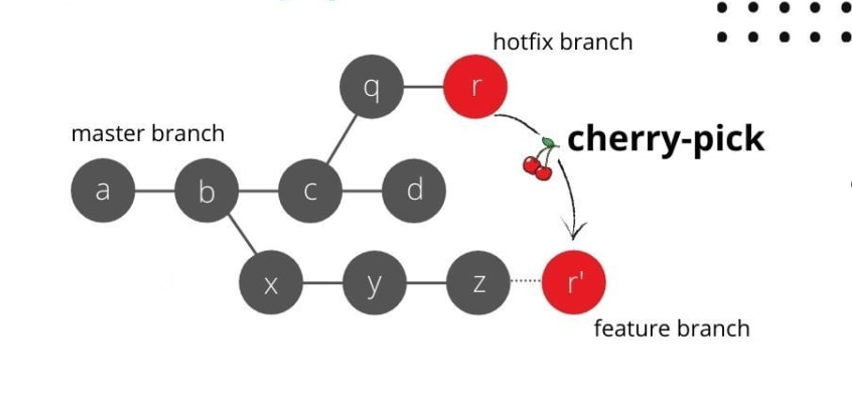 hotfix branch
q
r
master branch
cherry-pick
a
b
c
d
x
y
z
r'
feature branch